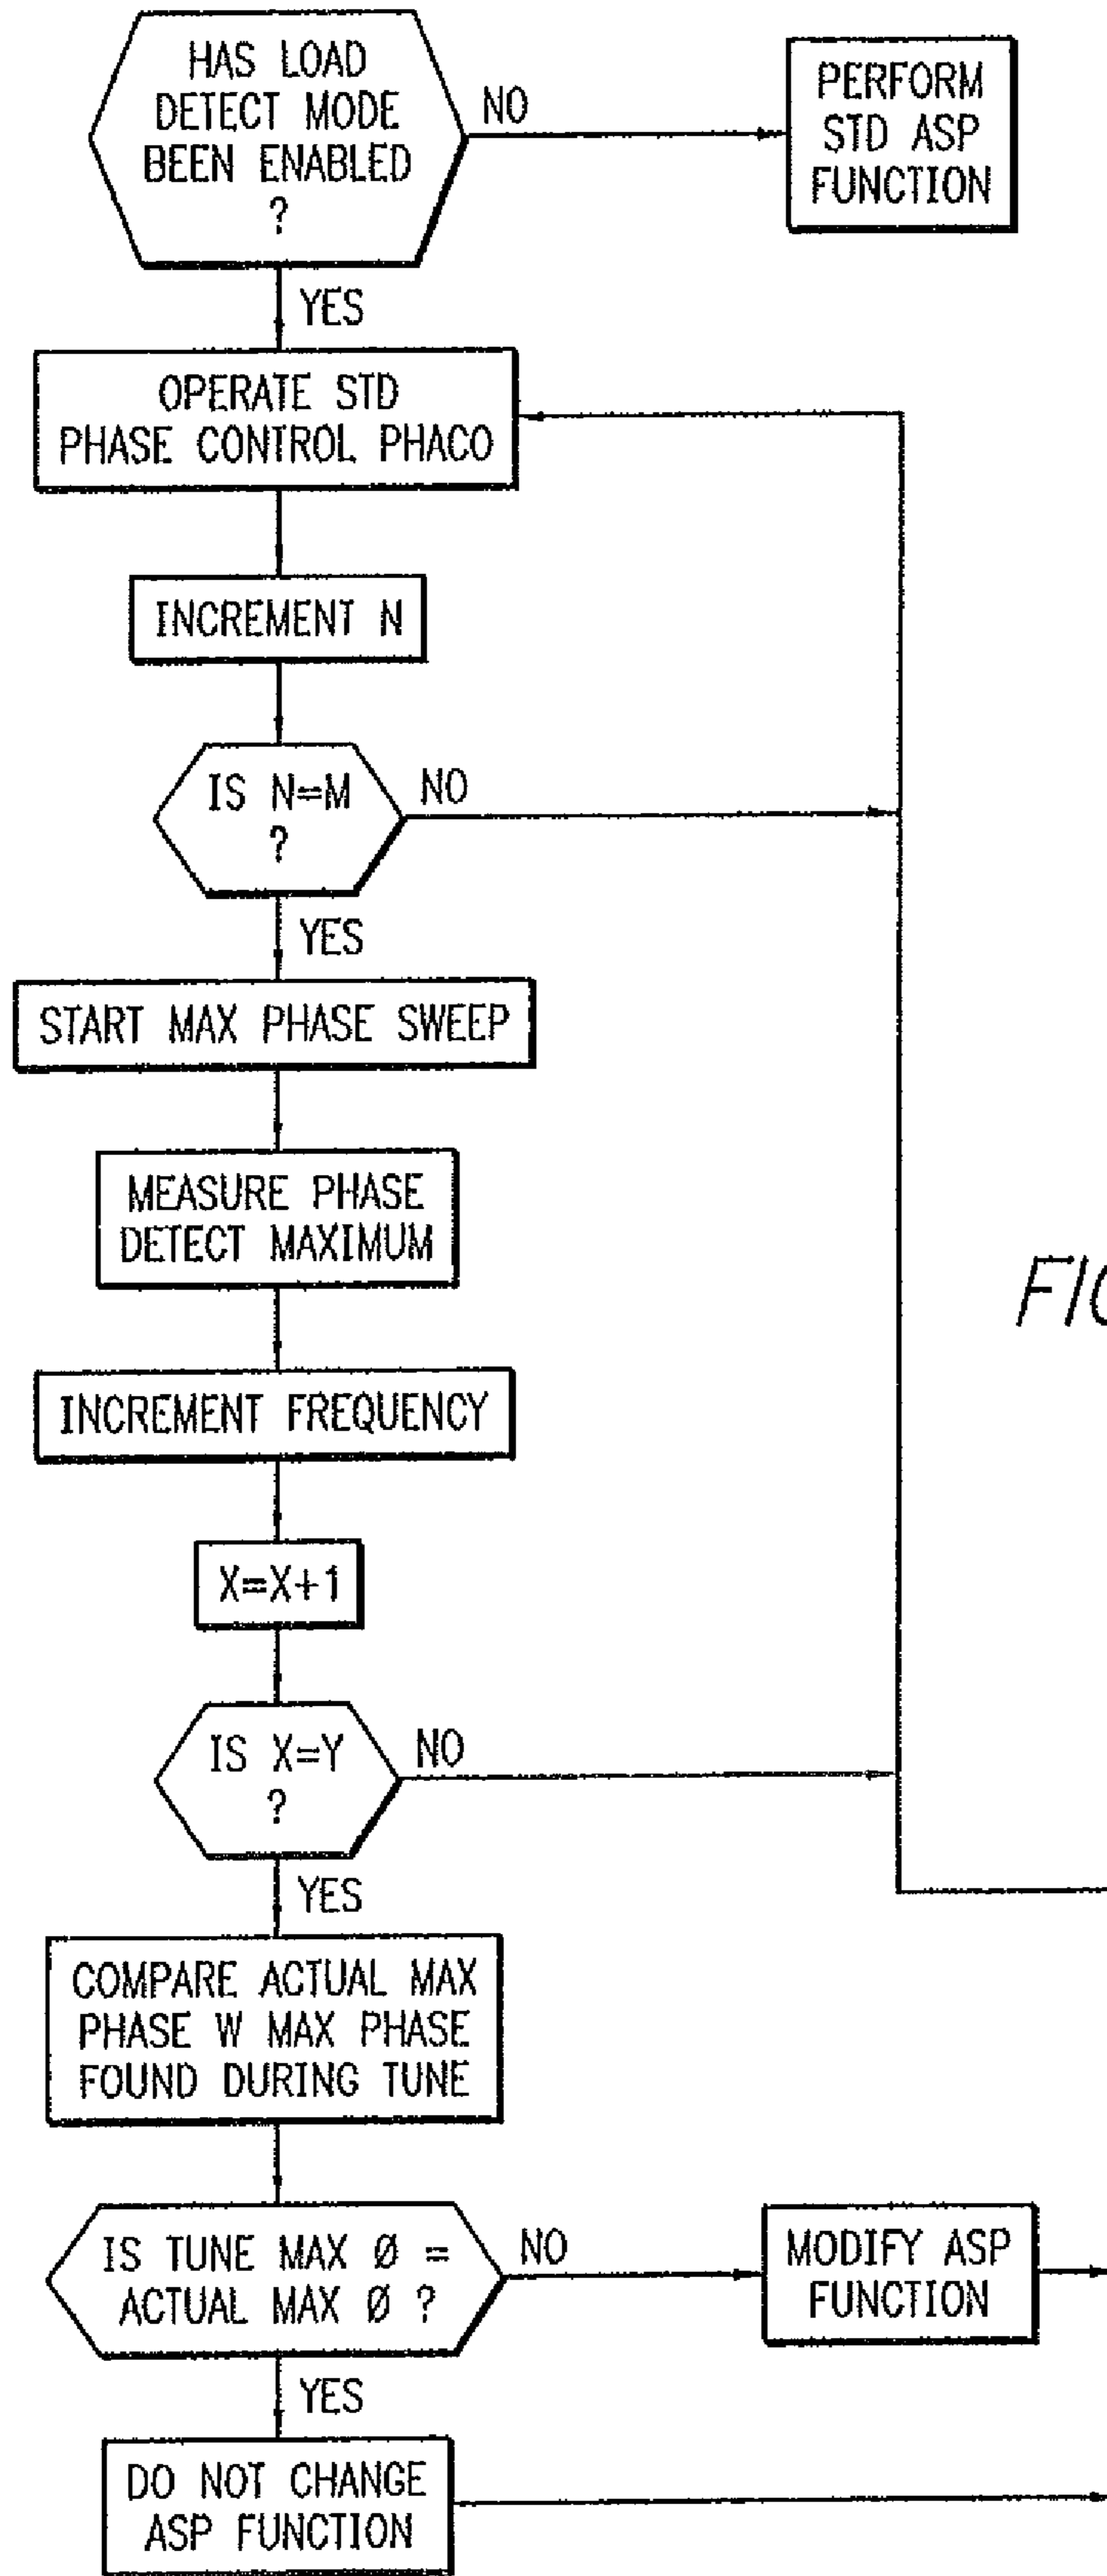 HAS LOAD
DETECT MODE
BEEN ENABLED
?
NO
PERFORM
STD ASP
FUNCTION
YES
OPERATE STD
PHASE CONTROL PHACO
INCREMENT N
IS N=M
?
NO
YES
START MAX PHASE SWEEP
MEASURE PHASE
DETECT MAXIMUM
FIG
INCREMENT FREQUENCY
X=X+1
IS X=Y
?
NO
YES
COMPARE ACTUAL MAX
PHASE W MAX PHASE
FOUND DURING TUNE
IS TUNE MAX Ø =
ACTUAL MAX Ø ?
NO
MODIFY ASP
FUNCTION
YES
DO NOT CHANGE
ASP FUNCTION